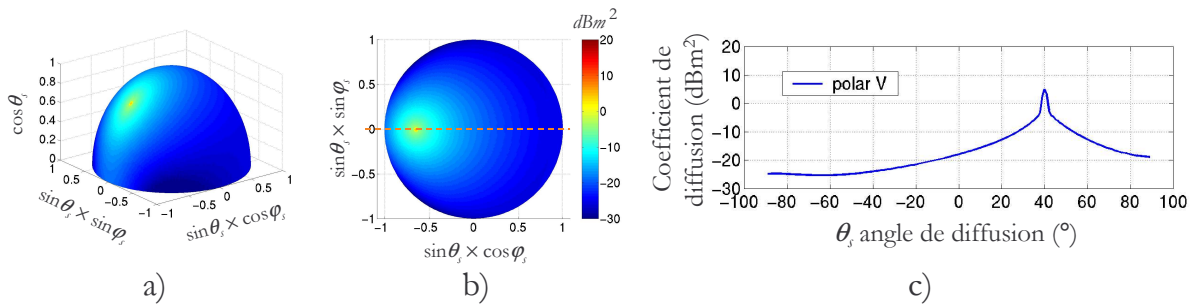 dBm²
1
0.8
0.6
0.4
0.2
0
cosθₛ
1
0.5
0
−0.5
−1
sinθₛ × sinφₛ
−1
−0.5
0
0.5
1
sinθₛ × cosφₛ
a)
1
0.5
0
−0.5
−1
sinθₛ × sinφₛ
−1
−0.5
0
0.5
1
sinθₛ × cosφₛ
20
10
0
−10
−20
−30
b)
Coefficient de
diffusion (dBm²)
20
10
0
−10
−20
−30
polar V
−100 −80 −60 −40 −20 0 20 40 60 80 100
θₛ angle de diffusion (°)
c)